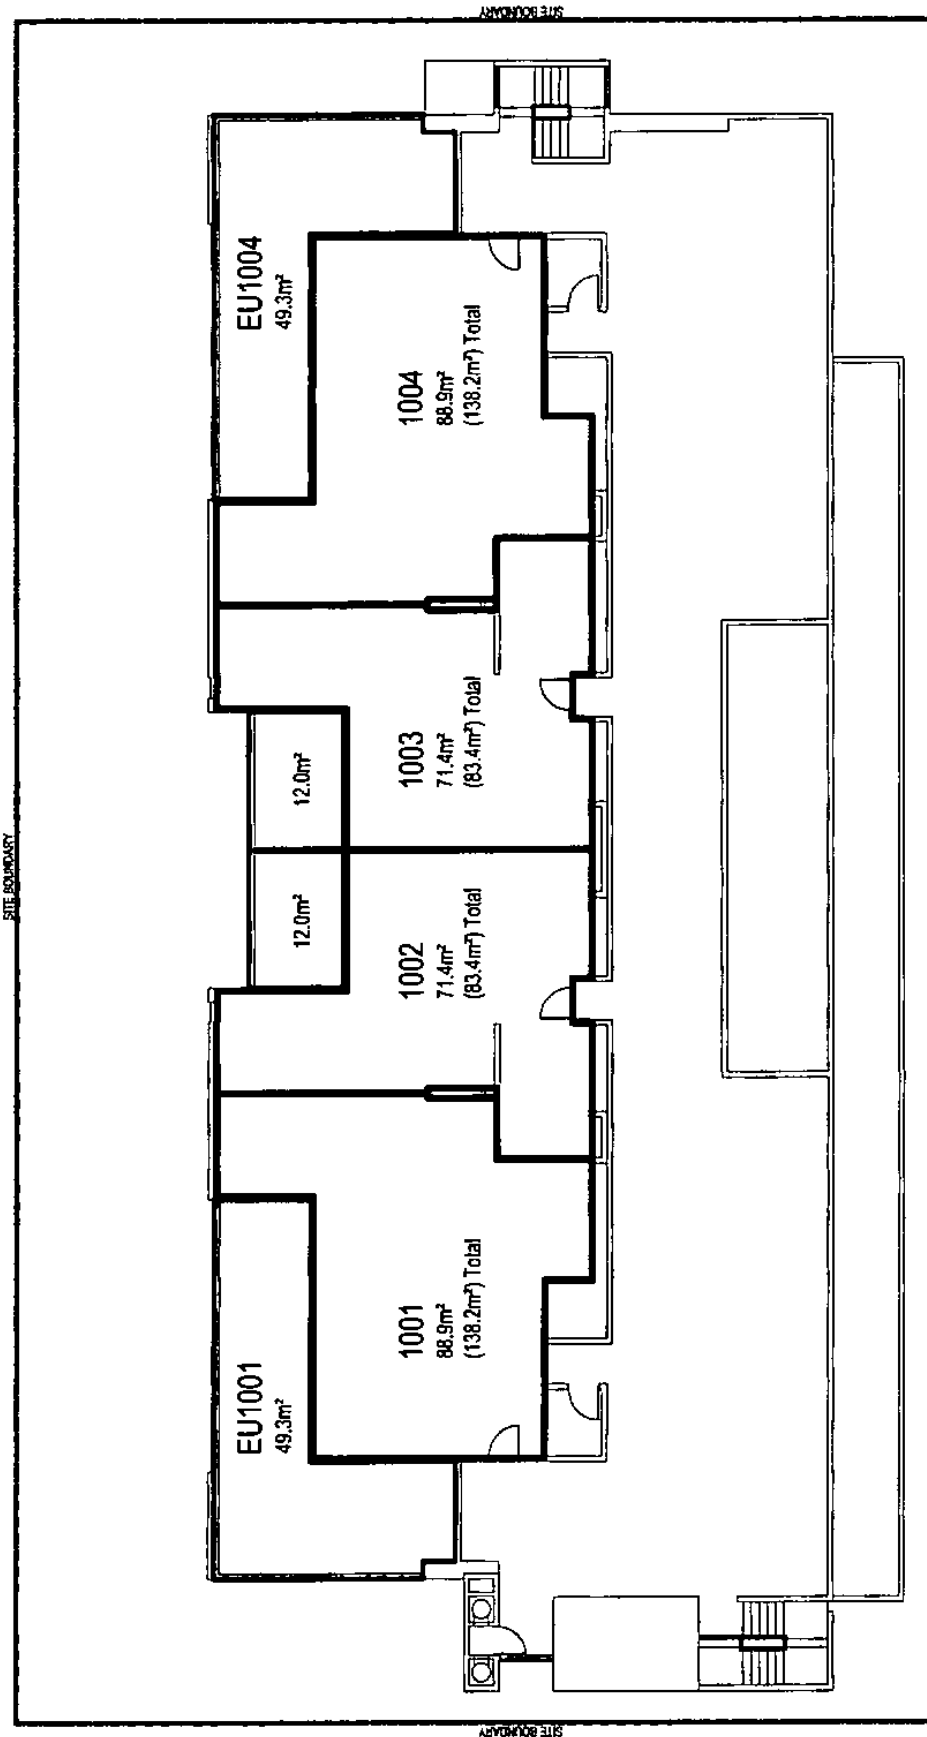 SITE BOUNDARY
SITE BOUNDARY
EU1001
49.3m²
1001
88.9m²
(138.2m²) Total
12.0m²
1002
71.4m²
(83.4m²) Total
12.0m²
1003
71.4m²
(83.4m²) Total
EU1004
49.3m²
1004
88.9m²
(138.2m²) Total
SITE BOUNDARY